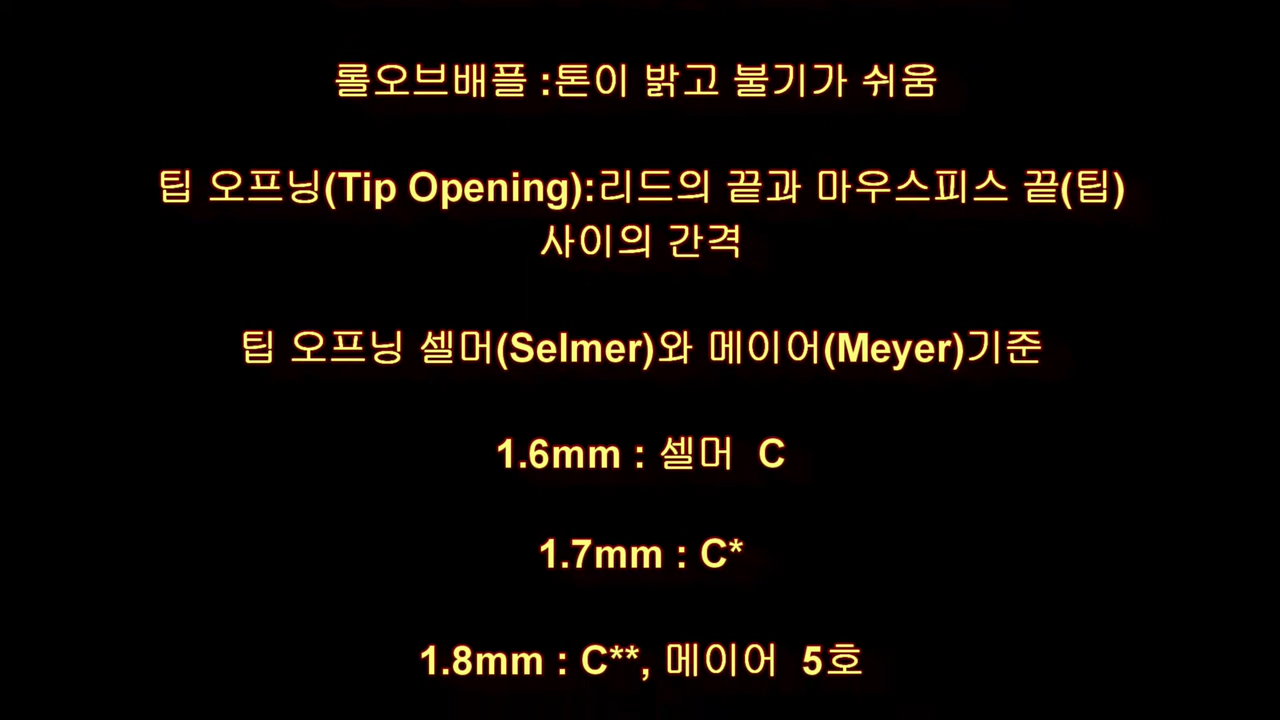 롤오브배플 :톤이 밝고 불기가 쉬움
팁 오프닝(Tip Opening):리드의 끝과 마우스피스 끝(팁)
사이의 간격
팁 오프닝 셀머(Selmer)와 메이어(Meyer)기준
1.6mm : 셀머 C
1.7mm : C*
1.8mm : C**, 메이어 5호